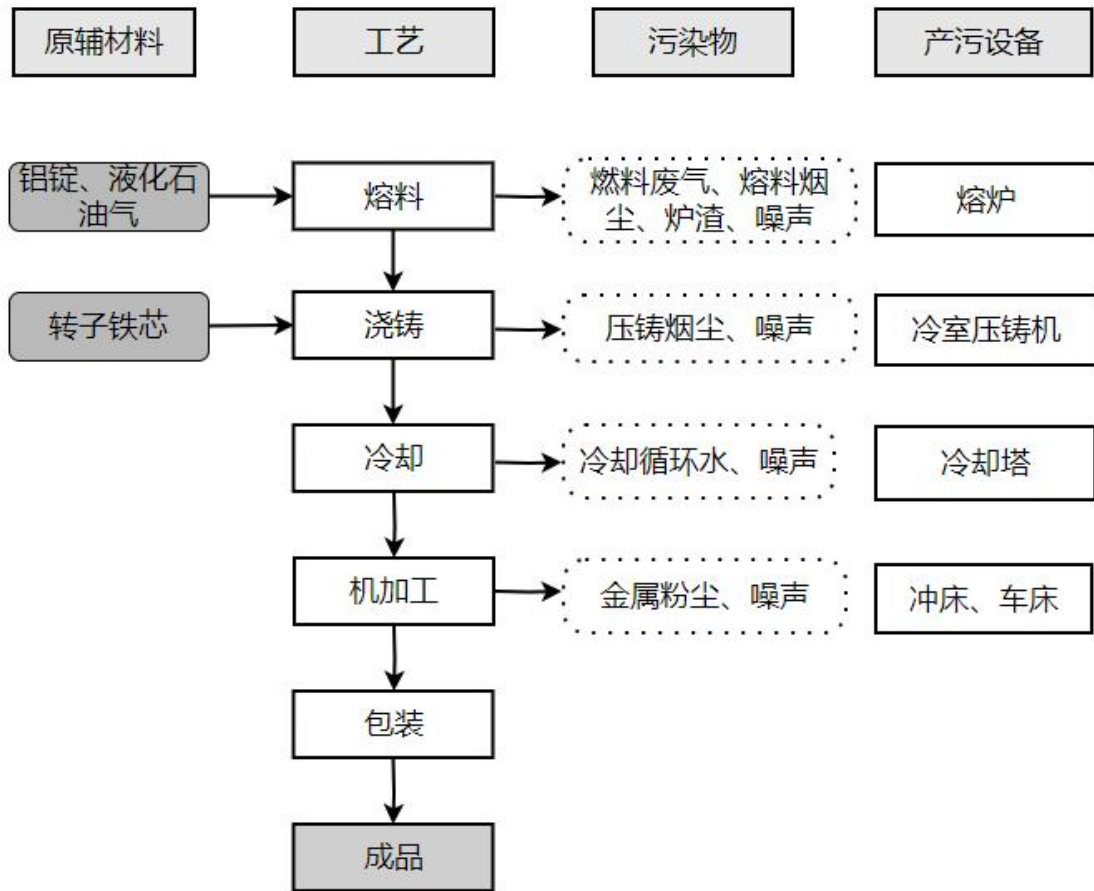 原辅材料
工艺
污染物
产污设备
铝锭、液化石
油气
熔料
燃料废气、熔料烟
尘、炉渣、噪声
熔炉
转子铁芯
浇铸
压铸烟尘、噪声
冷室压铸机
冷却
冷却循环水、噪声
冷却塔
机加工
金属粉尘、噪声
冲床、车床
包装
成品